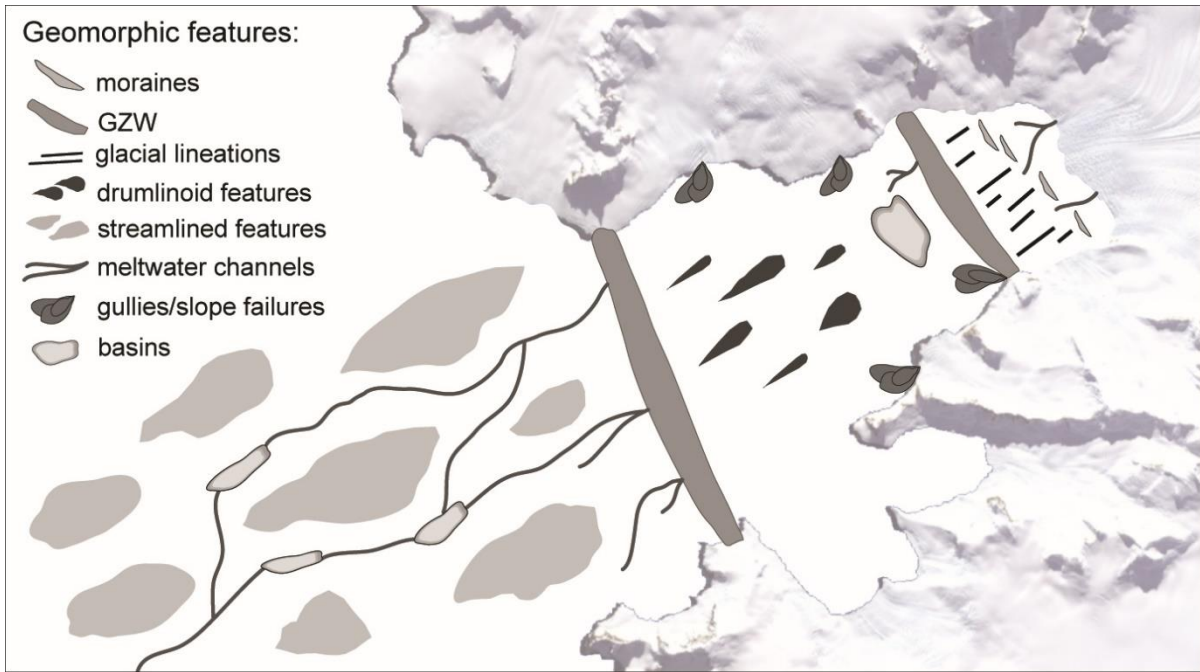 Geomorphic features:
moraines
GZW
glacial lineations
drumlinoid features
streamlined features
meltwater channels
gullies/slope failures
basins